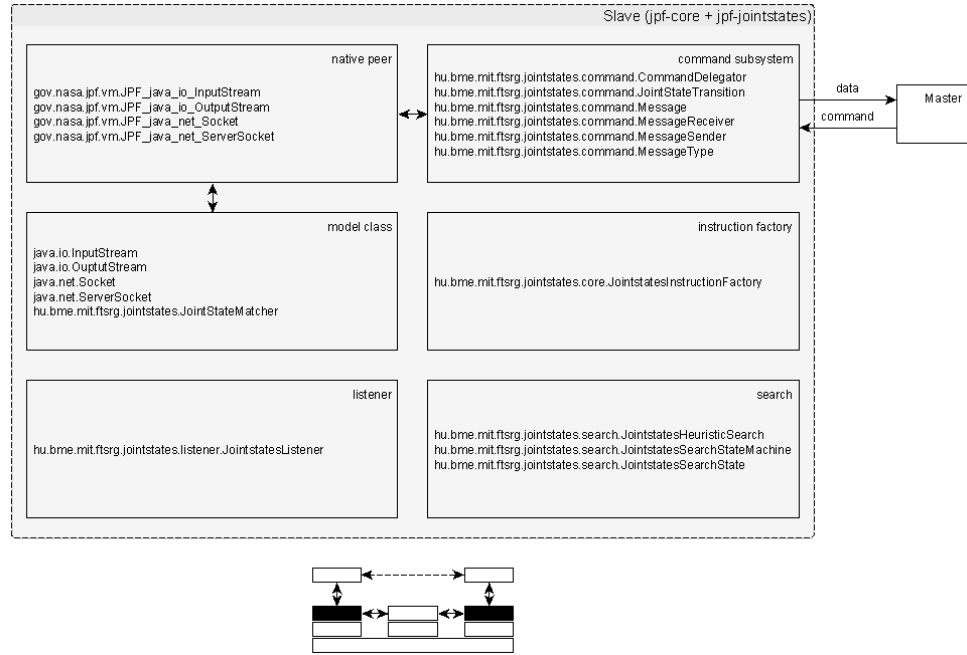 Slave (jpf-core + jpf-jointstates)
native peer
gov.nasa.jpf.vm.JPF_java_io_InputStream
gov.nasa.jpf.vm.JPF_java_io_OutputStream
gov.nasa.jpf.vm.JPF_java_net_Socket
gov.nasa.jpf.vm.JPF_java_net_ServerSocket
command subsystem
hu.bme.mit.ftsrg.jointstates.command.CommandDelegator
hu.bme.mit.ftsrg.jointstates.command.JointStateTransition
hu.bme.mit.ftsrg.jointstates.command.Message
hu.bme.mit.ftsrg.jointstates.command.MessageReceiver
hu.bme.mit.ftsrg.jointstates.command.MessageSender
hu.bme.mit.ftsrg.jointstates.command.MessageType
data
command
Master
model class
java.io.InputStream
java.io.OuptutStream
java.net.Socket
java.net.ServerSocket
hu.bme.mit.ftsrg.jointstates.JointStateMatcher
instruction factory
hu.bme.mit.ftsrg.jointstates.core.JointstatesInstructionFactory
listener
hu.bme.mit.ftsrg.jointstates.listener.JointstatesListener
search
hu.bme.mit.ftsrg.jointstates.search.JointstatesHeuristicSearch
hu.bme.mit.ftsrg.jointstates.search.JointstatesSearchStateMachine
hu.bme.mit.ftsrg.jointstates.search.JointstatesSearchState